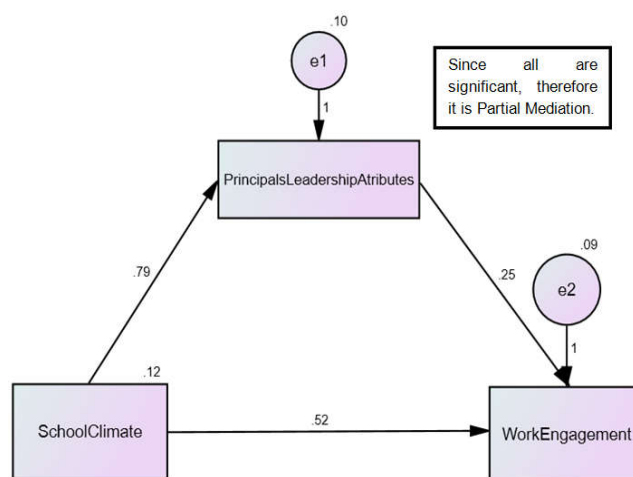 .10
e1
1
Since all are
significant, therefore
it is Partial Mediation.
PrincipalsLeadershipAtributes
.79
.25
.09
e2
1
.12
SchoolClimate
.52
WorkEngagement